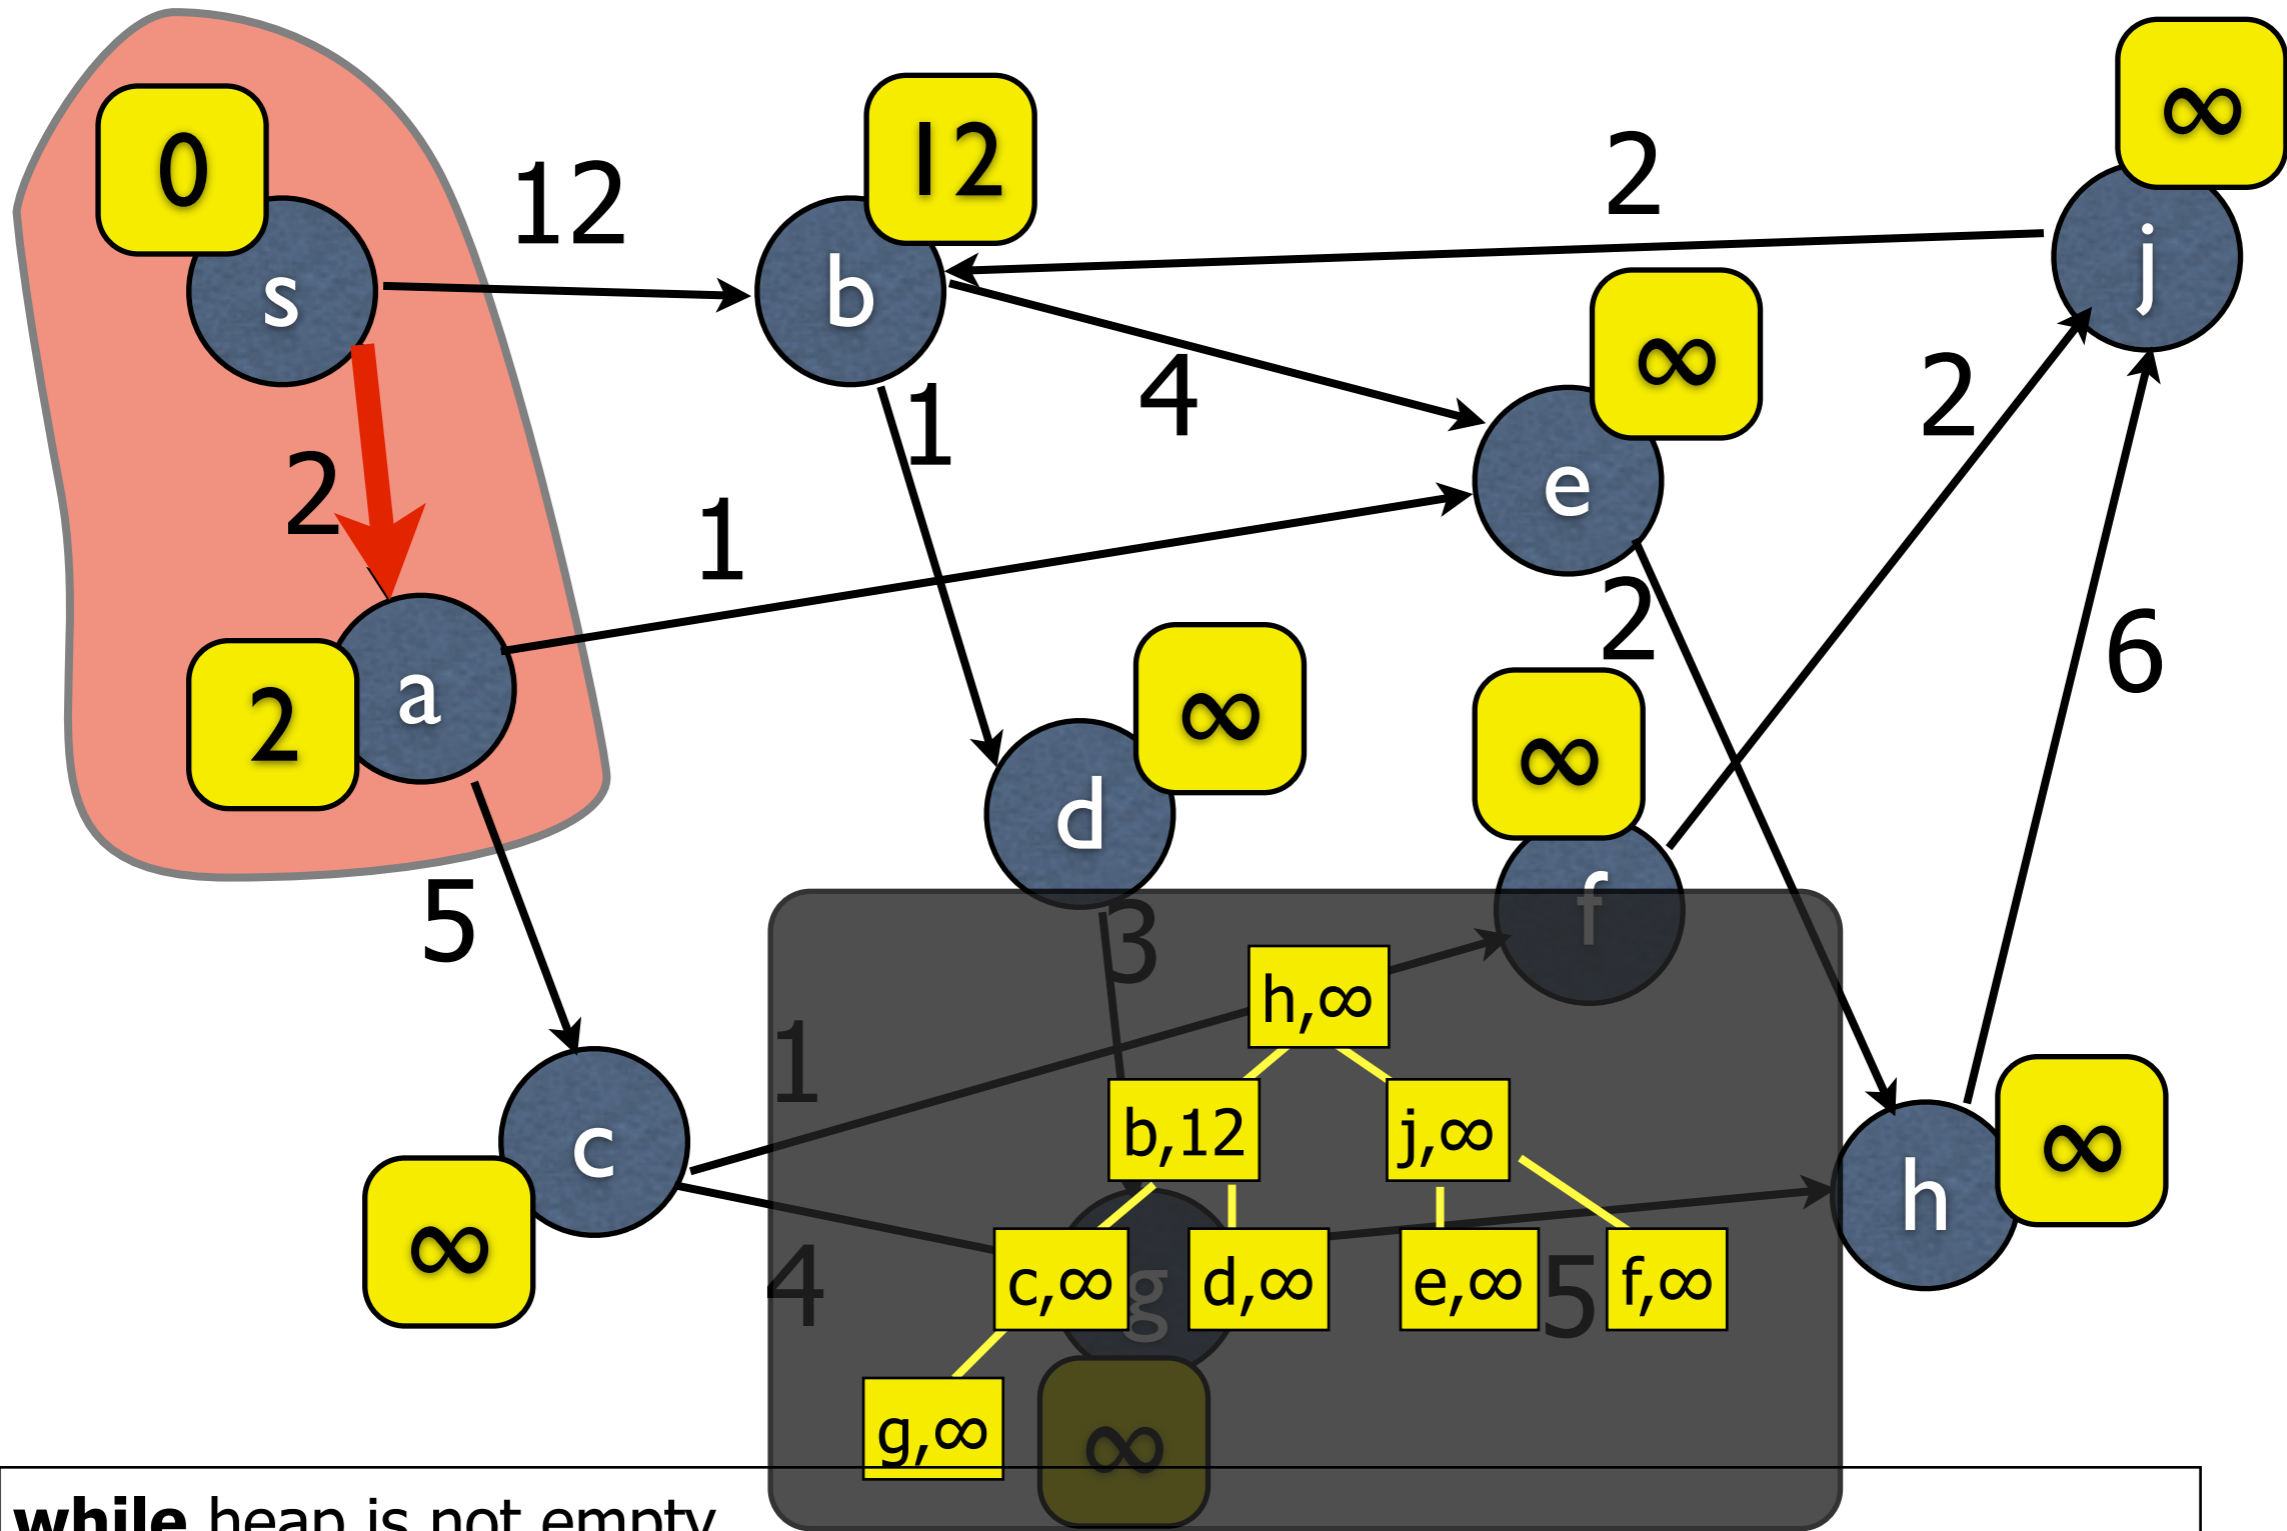 0
12
∞
12
2
s
b
j
∞
4
2
1
2
e
1
2
6
∞
∞
a
2
d
f
5
3
h,∞
1
b,12
j,∞
c
∞
h
∞
4
c,∞
g
d,∞
e,∞
5
f,∞
g,∞
∞
while heap is not empty